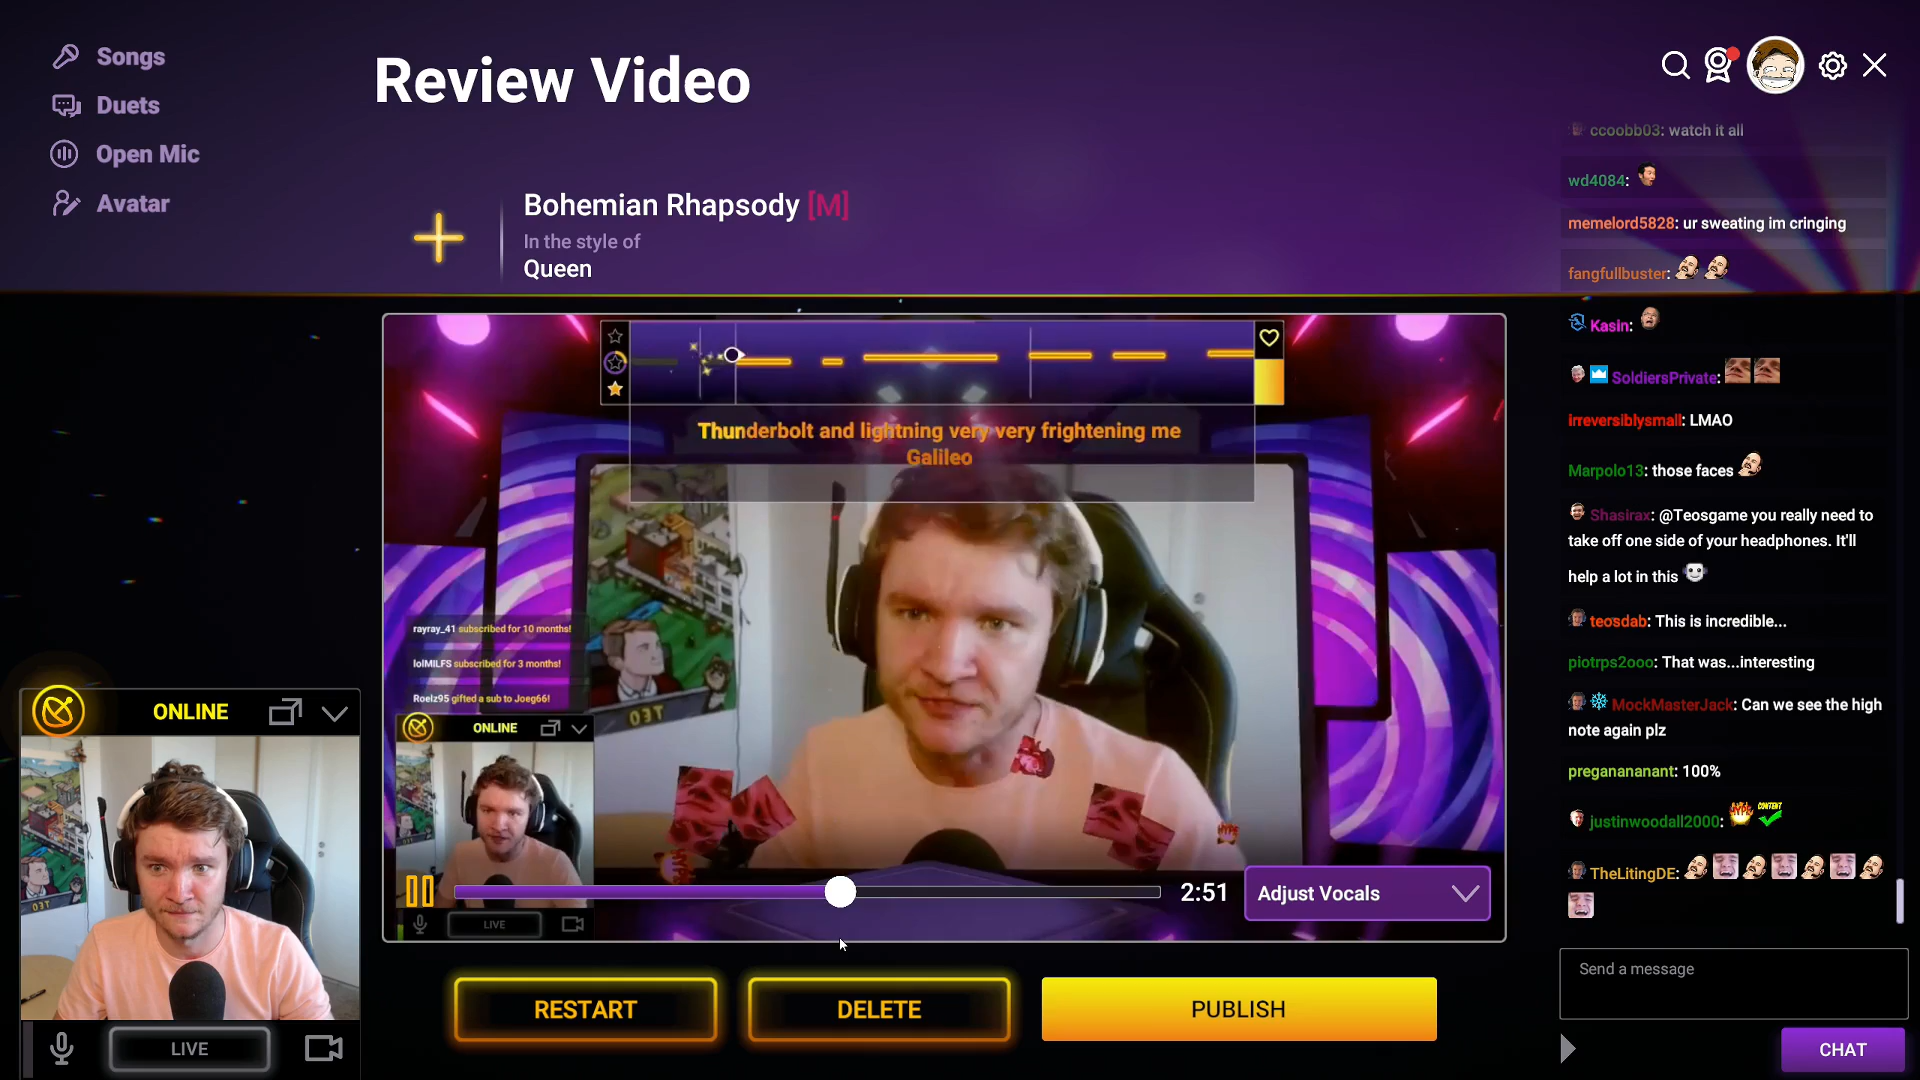 Songs
Duets
Open Mic
Avatar
Review Video
Bohemian Rhapsody [M]
In the style of
Queen
Thunderbolt and lightning very very frightening me
Galileo
rayray_41 subscribed for 10 months!
lolMILFS subscribed for 3 months!
Roelz95 gifted a sub to Joeg66!
ONLINE
TEO
LIVE
2:51
Adjust Vocals
RESTART
DELETE
PUBLISH
ONLINE
TEO
LIVE
ccoobb03: watch it all
wd4084:
memelord5828: ur sweating im cringing
fangfullbuster:
Kasin:
SoldiersPrivate:
irreversiblysmall: LMAO
Marpolo13: those faces
Shasirax: @Teosgame you really need to
take off one side of your headphones. It'll
help a lot in this
teosdab: This is incredible...
piotrps2ooo: That was...interesting
MockMasterJack: Can we see the high
note again plz
pregananant: 100%
justinwoodall2000: HYPE CONTENT
TheLitingDE:
HYPE
Send a message
CHAT